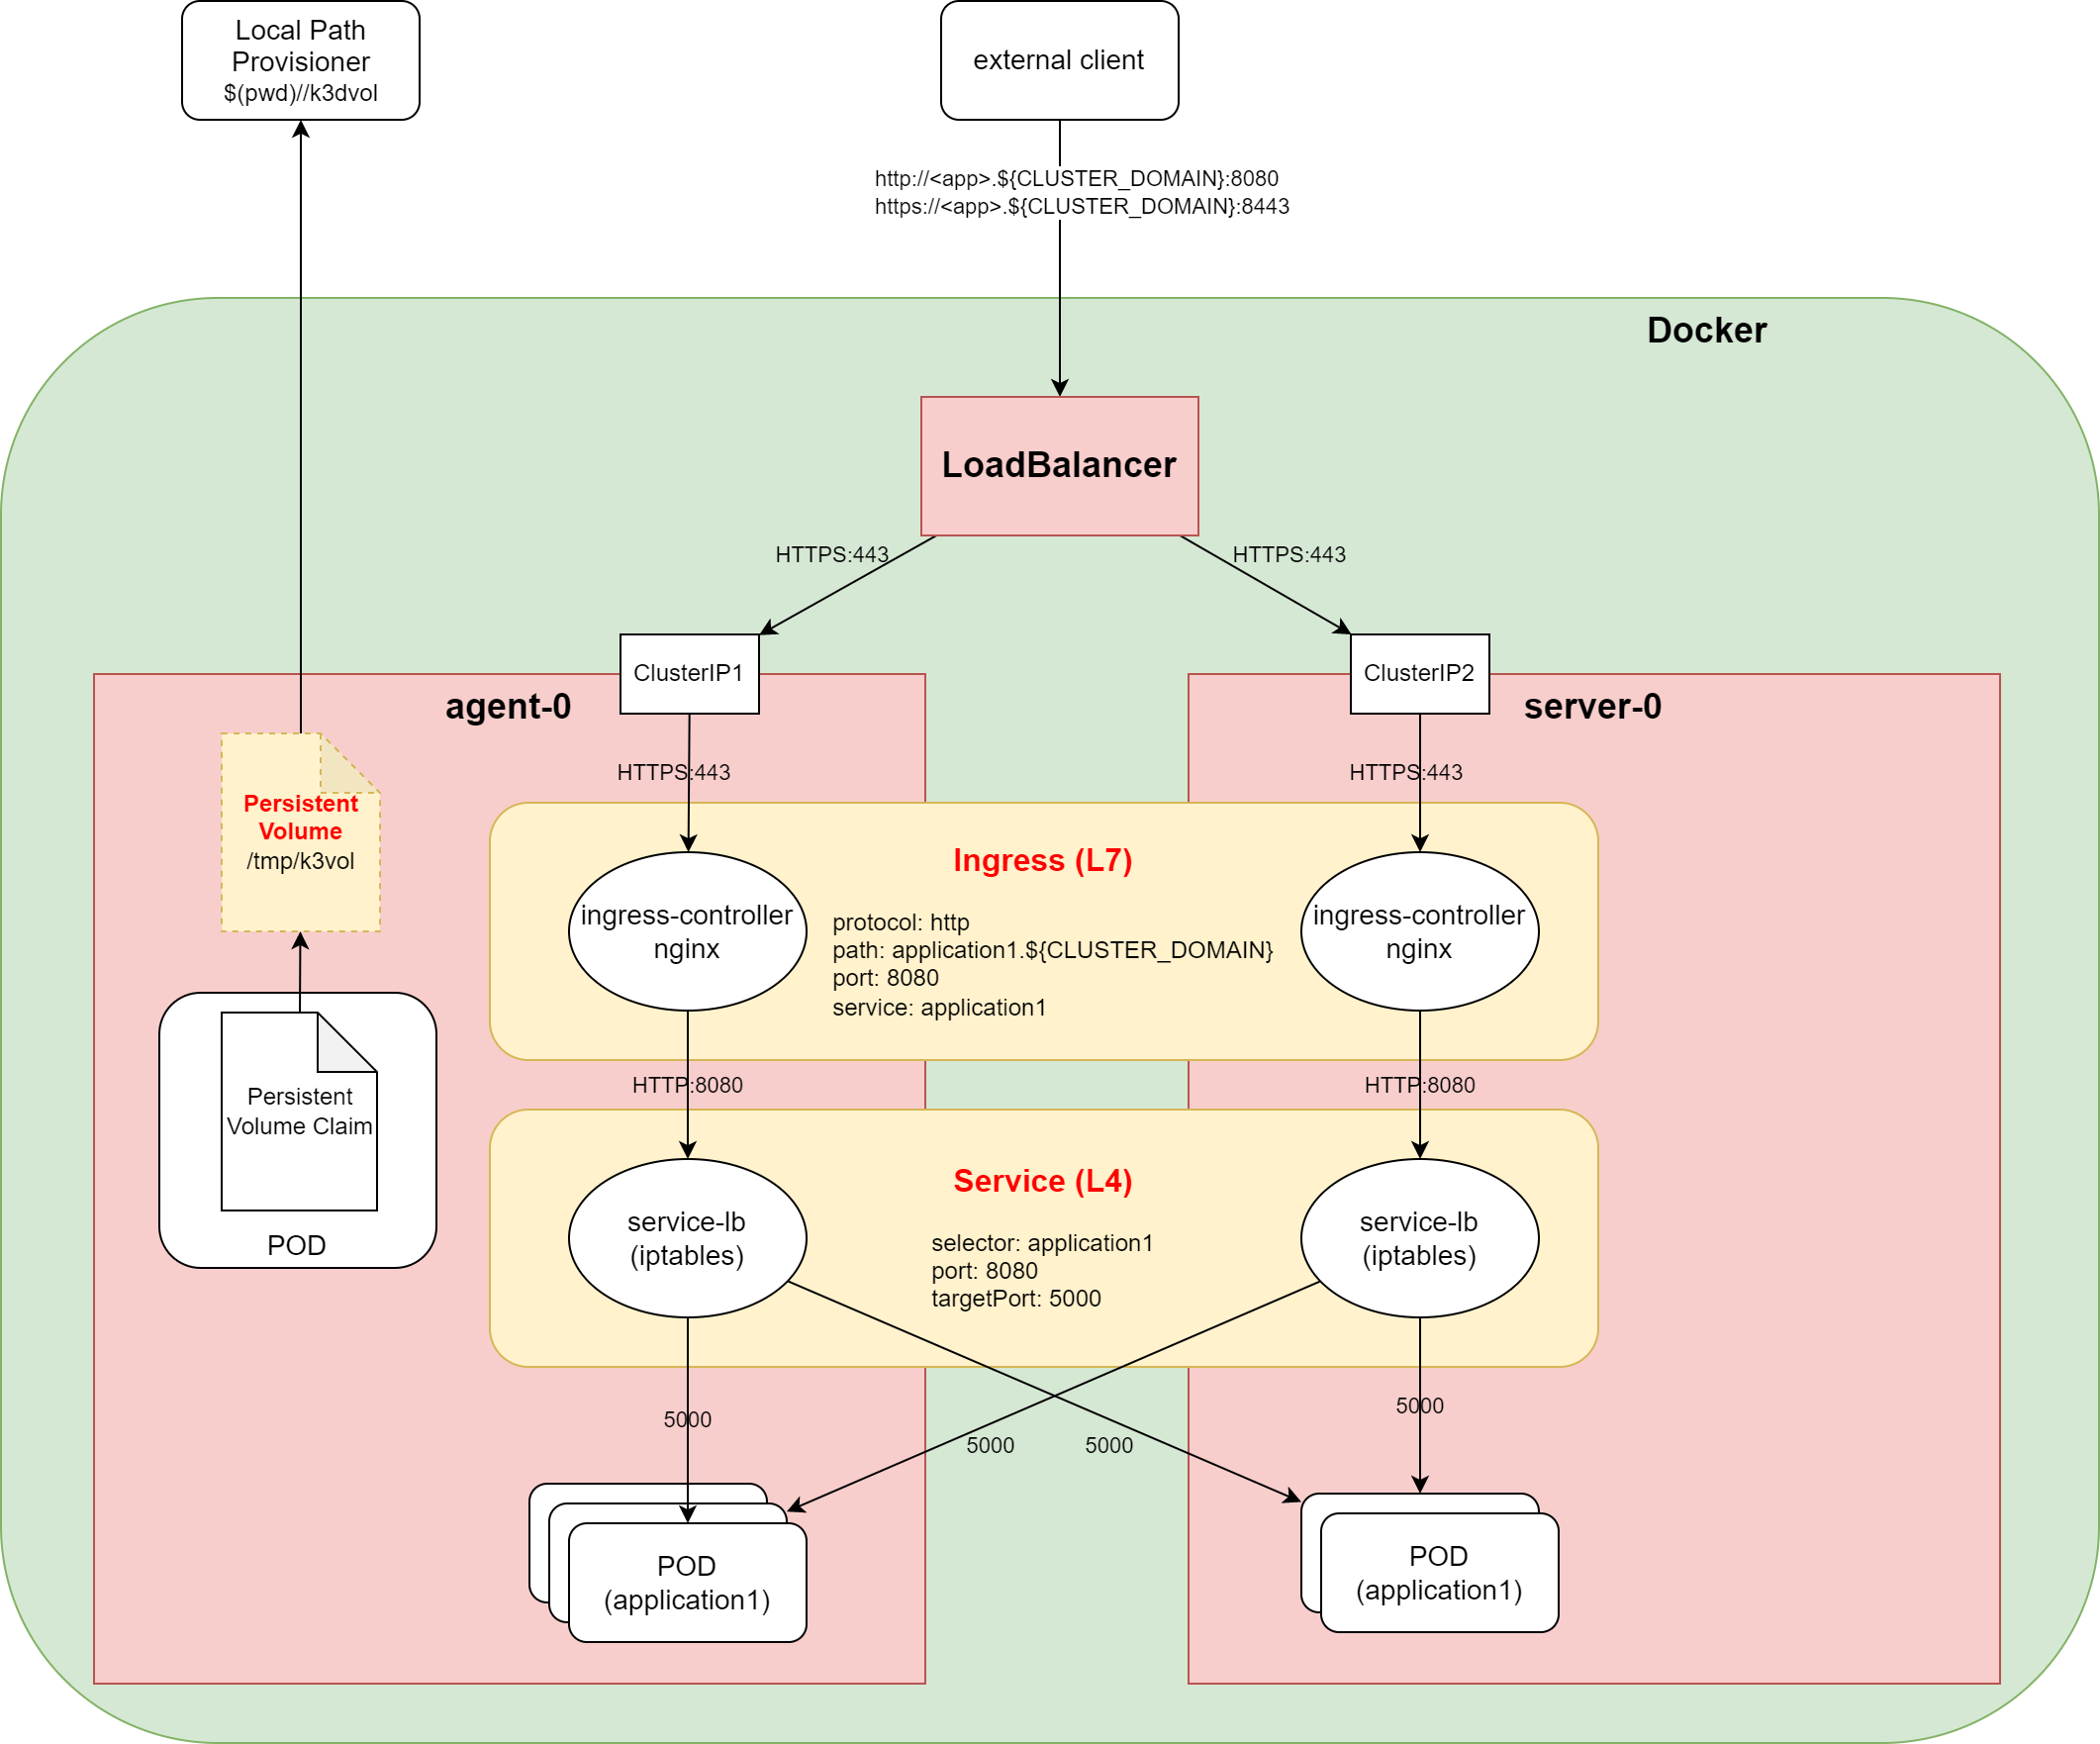 Local Path
Provisioner
$(pwd)//k3dvol
external client
http://<app>.${CLUSTER_DOMAIN}:8080
https://<app>.${CLUSTER_DOMAIN}:8443
Docker
LoadBalancer
HTTPS:443
HTTPS:443
ClusterIP1
ClusterIP2
agent-0
server-0
HTTPS:443
HTTPS:443
Persistent
Volume
/tmp/k3vol
Ingress (L7)
ingress-controller
nginx
protocol: http
path: application1.${CLUSTER_DOMAIN}
port: 8080
service: application1
ingress-controller
nginx
HTTP:8080
HTTP:8080
Persistent
Volume Claim
POD
Service (L4)
service-lb
(iptables)
selector: application1
port: 8080
targetPort: 5000
service-lb
(iptables)
5000
5000
5000
5000
POD
(application1)
POD
(application1)